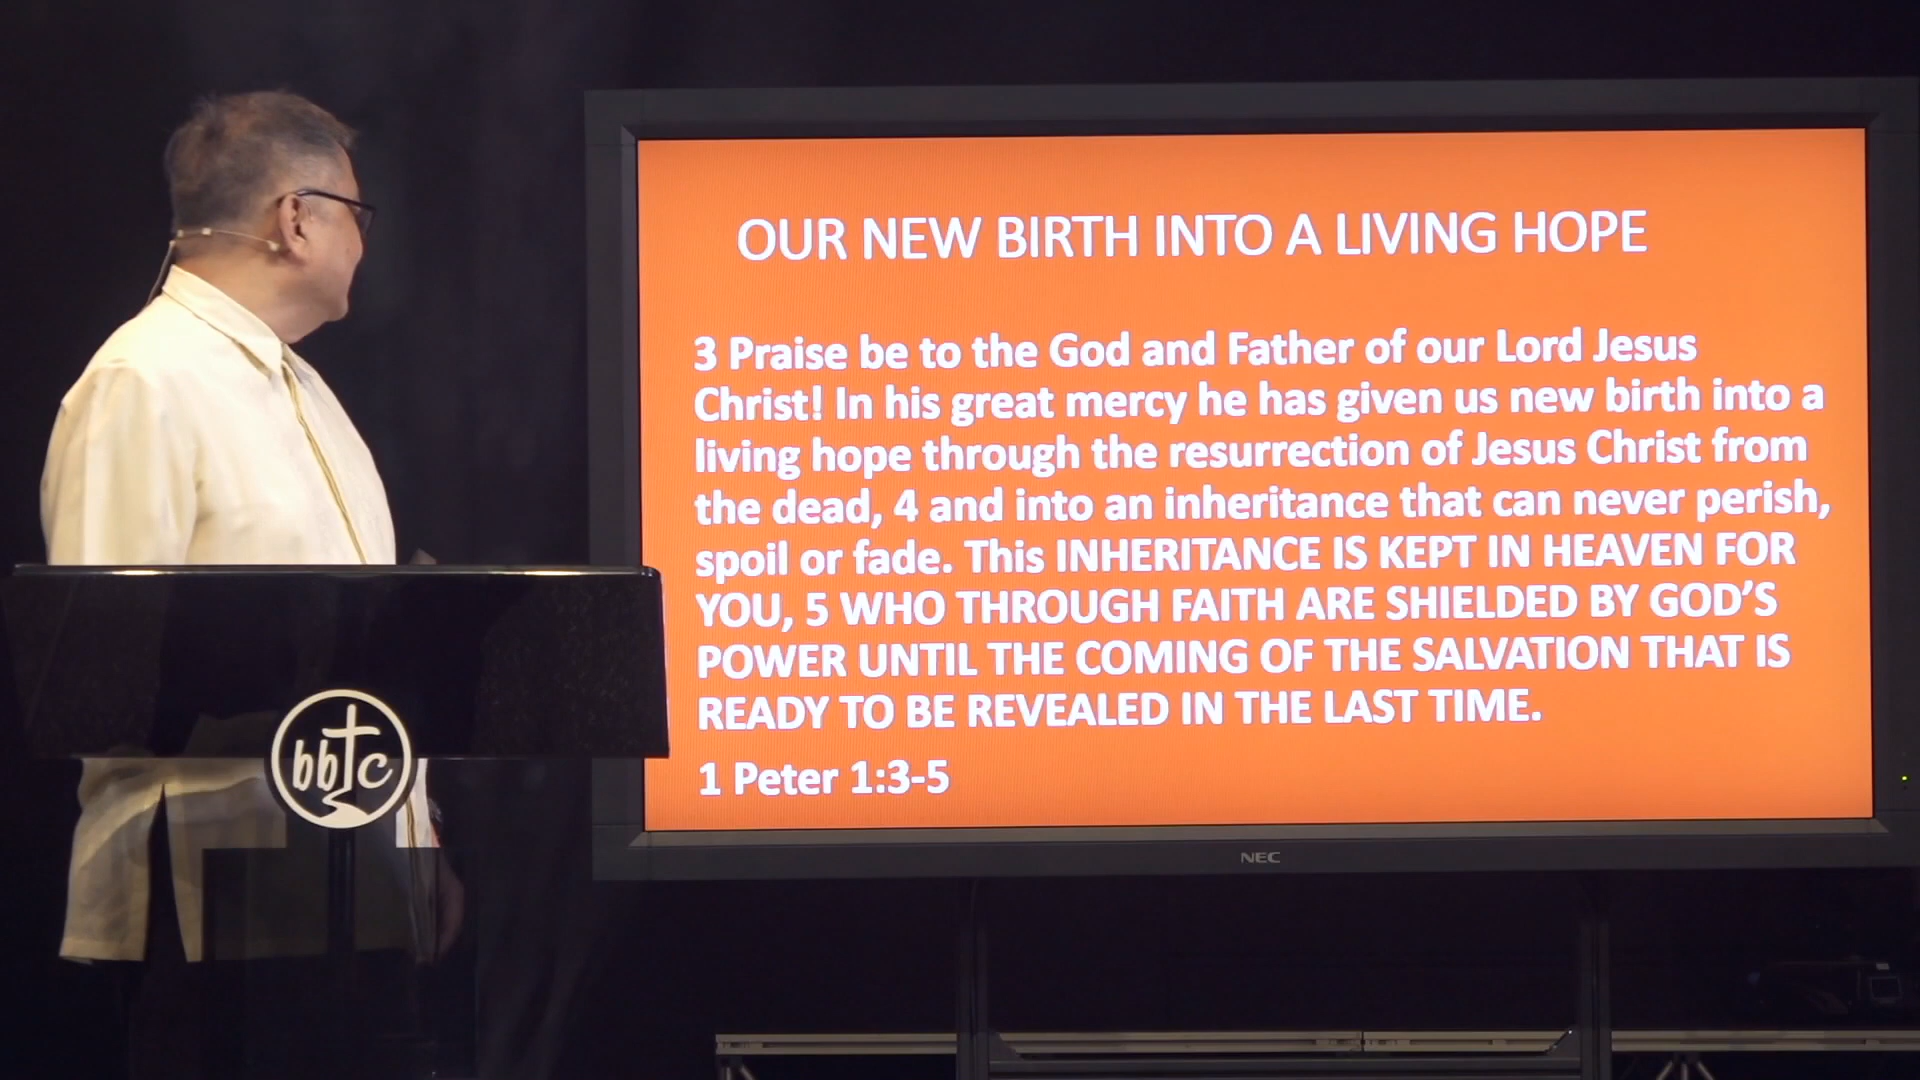 OUR NEW BIRTH INTO A LIVING HOPE
3 Praise be to the God and Father of our Lord Jesus
Christ! In his great mercy he has given us new birth into a
living hope through the resurrection of Jesus Christ from
the dead, 4 and into an inheritance that can never perish,
spoil or fade. This INHERITANCE IS KEPT IN HEAVEN FOR
YOU, 5 WHO THROUGH FAITH ARE SHIELDED BY GOD’S
POWER UNTIL THE COMING OF THE SALVATION THAT IS
READY TO BE REVEALED IN THE LAST TIME.
1 Peter 1:3-5
bbtc
NEC